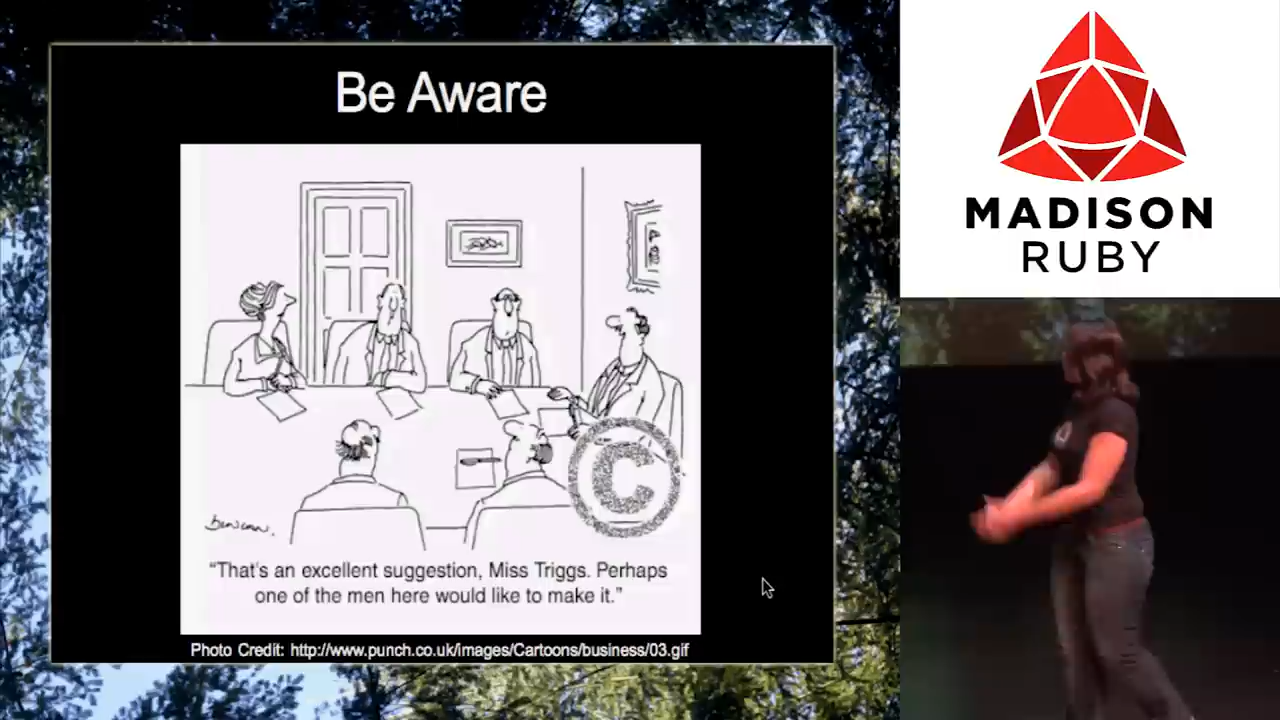 Be Aware
©
"That's an excellent suggestion, Miss Triggs. Perhaps
one of the men here would like to make it."
Photo Credit: http://www.punch.co.uk/images/Cartoons/business/03.gif
MADISON
RUBY